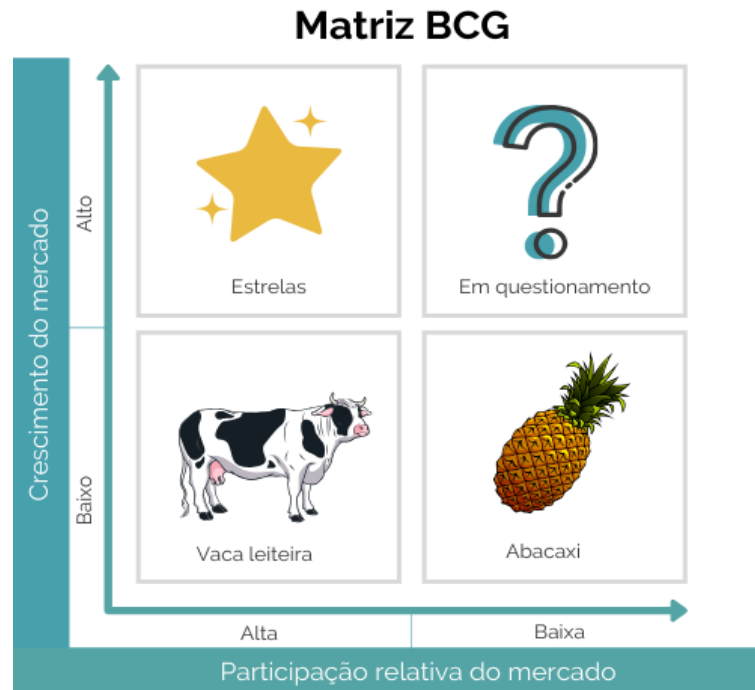 Matriz BCG
Crescimento do mercado
Alto
Estrelas
Em questionamento
Baixo
Vaca leiteira
Abacaxi
Alta
Baixa
Participação relativa do mercado